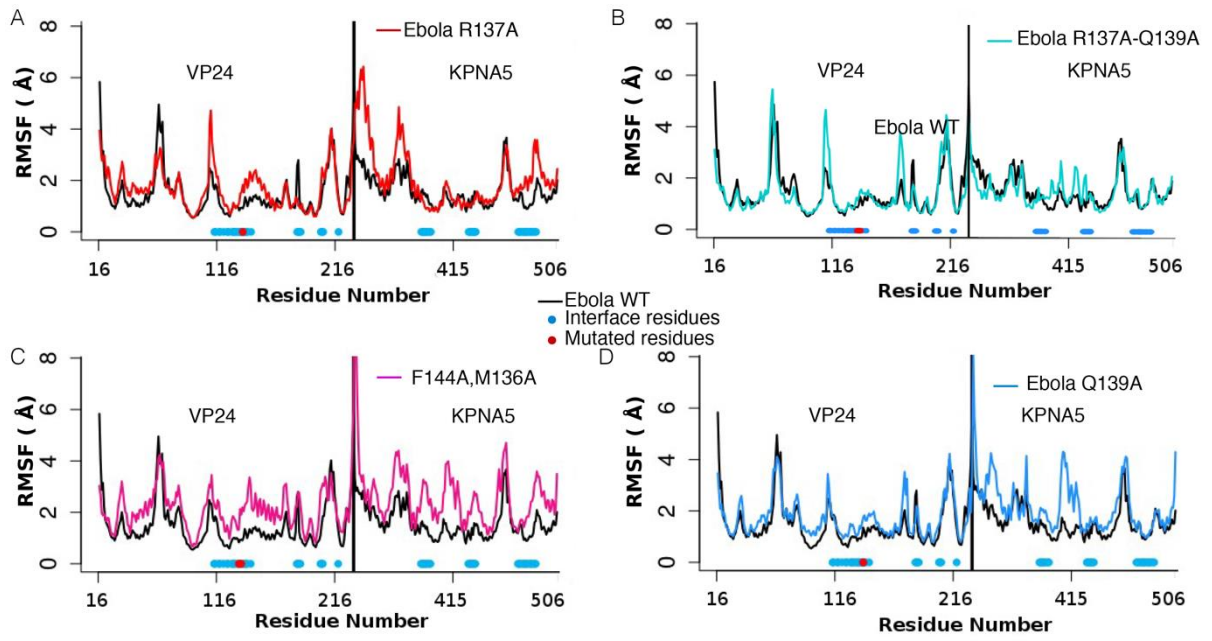 A
8
6
4
2
0
RMSF ( Å)
Ebola R137A
VP24
KPNA5
16
116
216
415
506
Residue Number
B
8
6
4
2
0
RMSF ( Å)
Ebola R137A-Q139A
VP24
KPNA5
Ebola WT
16
116
216
415
506
Residue Number
Ebola WT
Interface residues
Mutated residues
C
8
6
4
2
0
RMSF ( Å)
F144A,M136A
VP24
KPNA5
16
116
216
415
506
Residue Number
D
8
6
4
2
0
RMSF ( Å)
Ebola Q139A
VP24
KPNA5
16
116
216
415
506
Residue Number